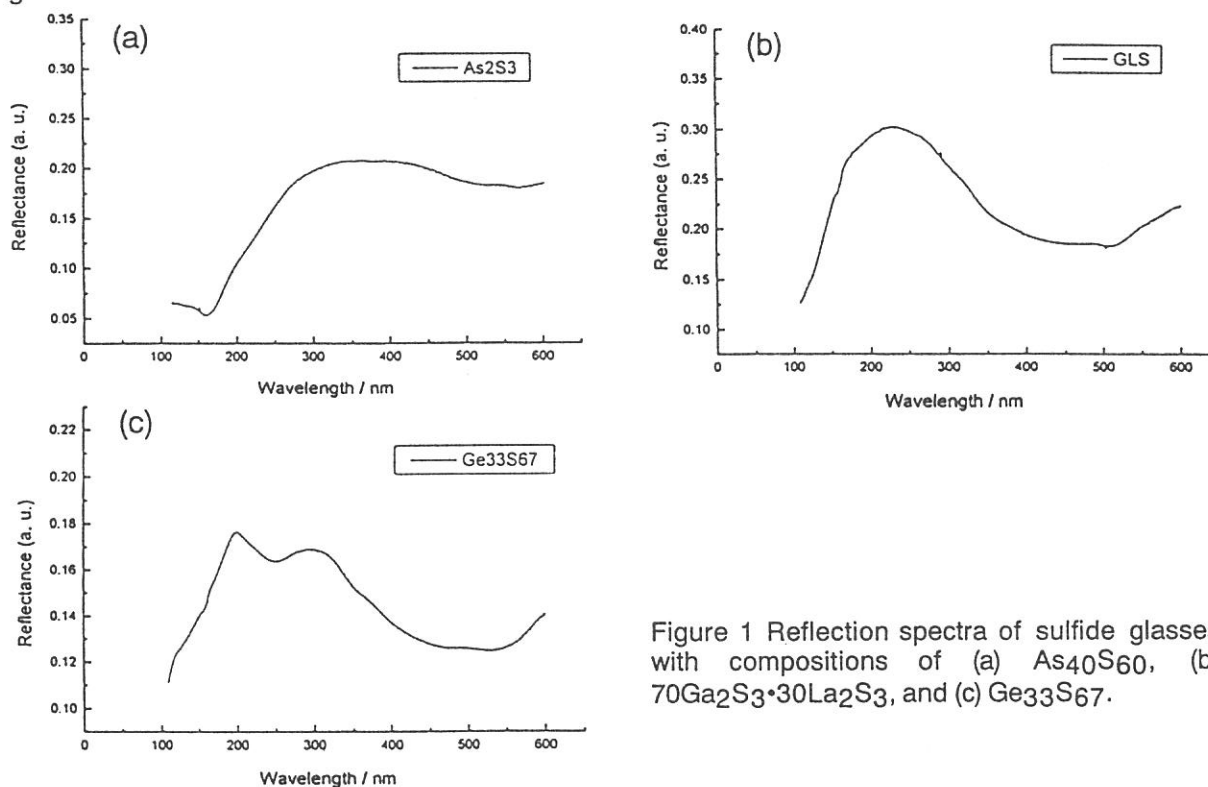 (a)
As2S3
Reflectance (a. u.)
0.35
0.30
0.25
0.20
0.15
0.10
0.05
0 100 200 300 400 500 600
Wavelength / nm
(b)
GLS
Reflectance (a. u.)
0.40
0.35
0.30
0.25
0.20
0.15
0.10
0 100 200 300 400 500 600
Wavelength / nm
(c)
Ge33S67
Reflectance (a. u.)
0.22
0.20
0.18
0.16
0.14
0.12
0.10
0 100 200 300 400 500 600
Wavelength / nm
Figure 1 Reflection spectra of sulfide glasse
with compositions of (a) As40S60, (b
70Ga2S3•30La2S3, and (c) Ge33S67.